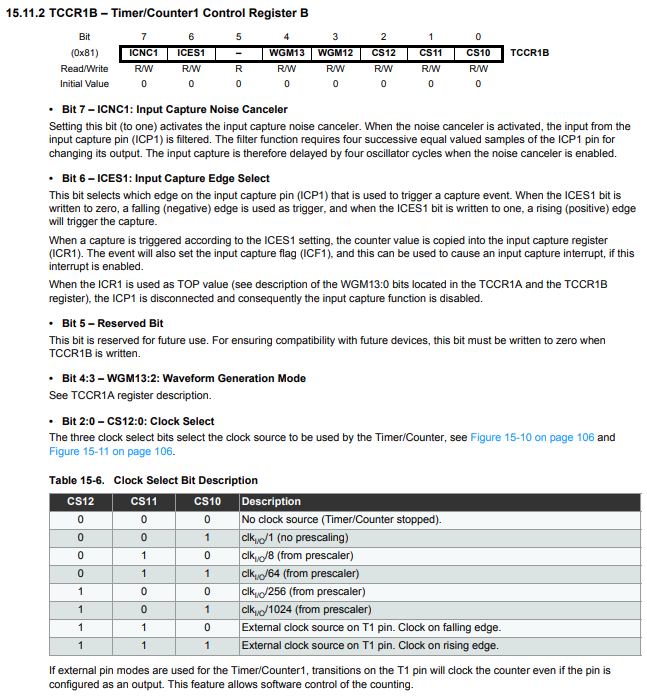 15.11.2 TCCR1B – Timer/Counter1 Control Register B
Bit 7 6 5 4 3 2 1 0
(0x81) ICNC1 ICES1 – WGM13 WGM12 CS12 CS11 CS10 TCCR1B
Read/Write R/W R/W R R/W R/W R/W R/W R/W
Initial Value 0 0 0 0 0 0 0 0
• Bit 7 – ICNC1: Input Capture Noise Canceler
Setting this bit (to one) activates the input capture noise canceler. When the noise canceler is activated, the input from the
input capture pin (ICP1) is filtered. The filter function requires four successive equal valued samples of the ICP1 pin for
changing its output. The input capture is therefore delayed by four oscillator cycles when the noise canceler is enabled.
• Bit 6 – ICES1: Input Capture Edge Select
This bit selects which edge on the input capture pin (ICP1) that is used to trigger a capture event. When the ICES1 bit is
written to zero, a falling (negative) edge is used as trigger, and when the ICES1 bit is written to one, a rising (positive) edge
will trigger the capture.
When a capture is triggered according to the ICES1 setting, the counter value is copied into the input capture register
(ICR1). The event will also set the input capture flag (ICF1), and this can be used to cause an input capture interrupt, if this
interrupt is enabled.
When the ICR1 is used as TOP value (see description of the WGM13:0 bits located in the TCCR1A and the TCCR1B
register), the ICP1 is disconnected and consequently the input capture function is disabled.
• Bit 5 – Reserved Bit
This bit is reserved for future use. For ensuring compatibility with future devices, this bit must be written to zero when
TCCR1B is written.
• Bit 4:3 – WGM13:2: Waveform Generation Mode
See TCCR1A register description.
• Bit 2:0 – CS12:0: Clock Select
The three clock select bits select the clock source to be used by the Timer/Counter, see Figure 15-10 on page 106 and
Figure 15-11 on page 106.
Table 15-6. Clock Select Bit Description
CS12 CS11 CS10 Description
0 0 0 No clock source (Timer/Counter stopped).
0 0 1 clkI/O/1 (no prescaling)
0 1 0 clkI/O/8 (from prescaler)
0 1 1 clkI/O/64 (from prescaler)
1 0 0 clkI/O/256 (from prescaler)
1 0 1 clkI/O/1024 (from prescaler)
1 1 0 External clock source on T1 pin. Clock on falling edge.
1 1 1 External clock source on T1 pin. Clock on rising edge.
If external pin modes are used for the Timer/Counter1, transitions on the T1 pin will clock the counter even if the pin is
configured as an output. This feature allows software control of the counting.